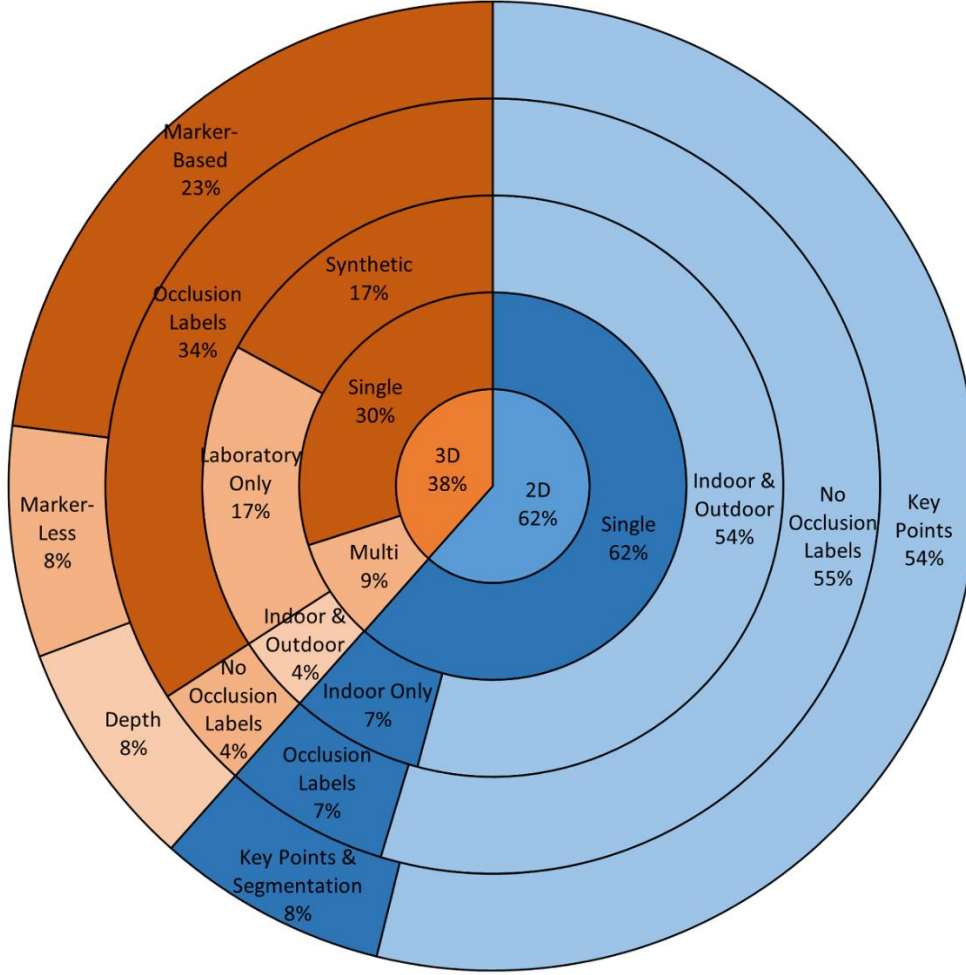 Marker-
Based
23%
Synthetic
17%
Occlusion
Labels
34%
Single
30%
Laboratory
Only
17%
3D
38%
2D
62%
Single
62%
Indoor &
Outdoor
54%
No
Occlusion
Labels
55%
Key
Points
54%
Marker-
Less
8%
Multi
9%
Indoor &
Outdoor
4%
No
Occlusion
Labels
4%
Depth
8%
Indoor Only
7%
Occlusion
Labels
7%
Key Points &
Segmentation
8%